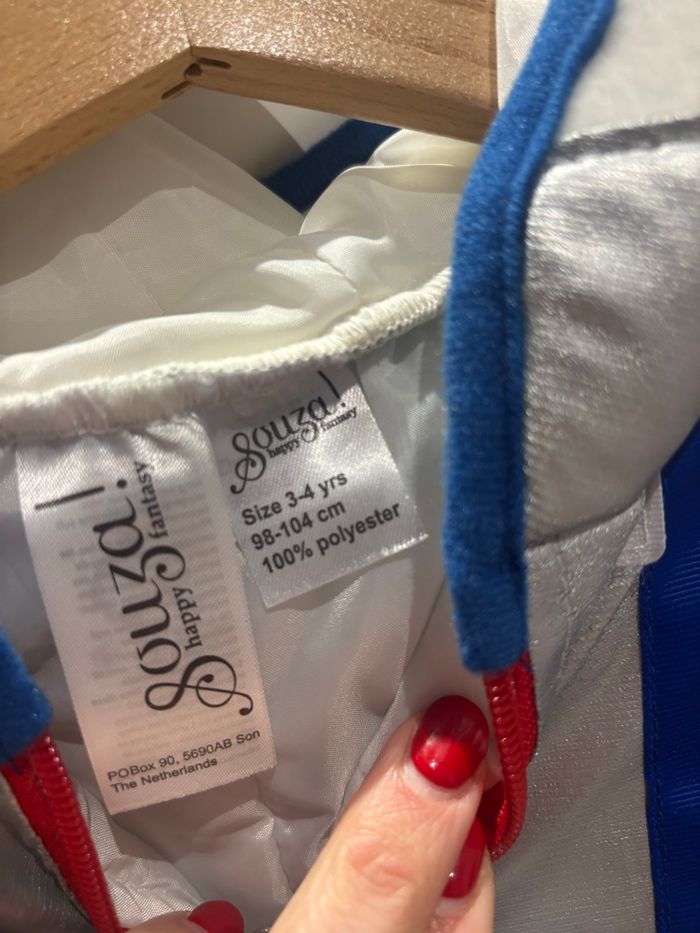 Souza!
happy fantasy
POBox 90, 5690AB Son
The Netherlands
Souza!
happy fantasy
Size 3-4 yrs
98-104 cm
100% polyester